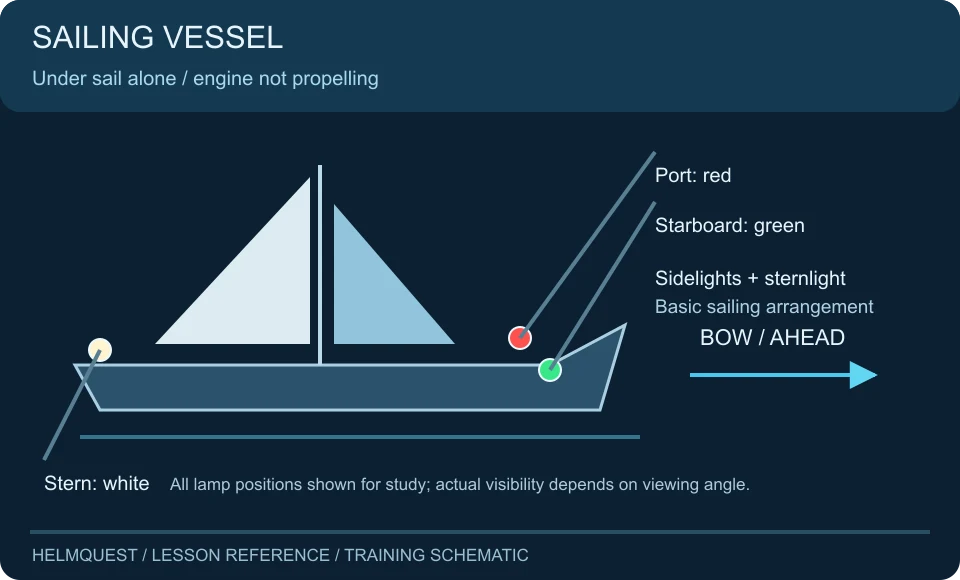 SAILING VESSEL
Under sail alone / engine not propelling
Port: red
Starboard: green
Sidelights + sternlight
Basic sailing arrangement
BOW / AHEAD
Stern: white
All lamp positions shown for study; actual visibility depends on viewing angle.
HELMQUEST / LESSON REFERENCE / TRAINING SCHEMATIC